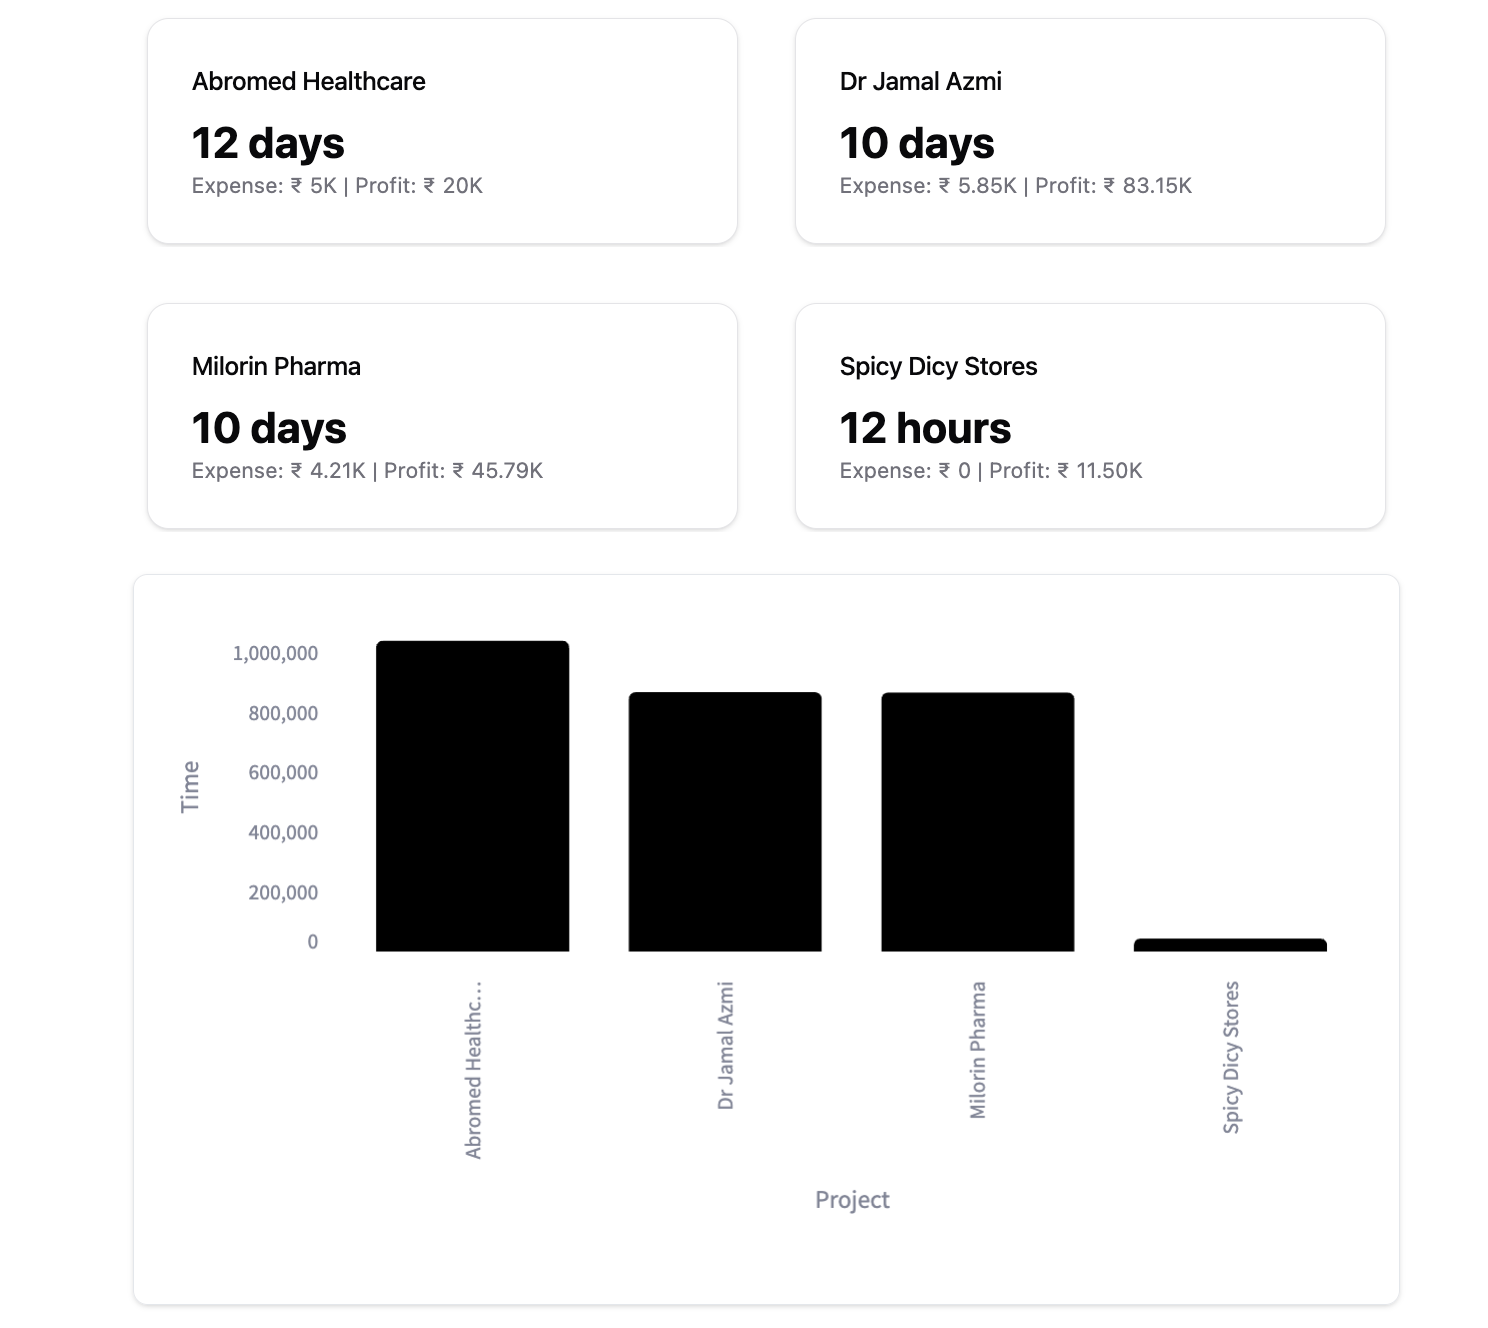 Abromed Healthcare
12 days
Expense: ₹ 5K | Profit: ₹ 20K
Dr Jamal Azmi
10 days
Expense: ₹ 5.85K | Profit: ₹ 83.15K
Milorin Pharma
10 days
Expense: ₹ 4.21K | Profit: ₹ 45.79K
Spicy Dicy Stores
12 hours
Expense: ₹ 0 | Profit: ₹ 11.50K
Time
1,000,000
800,000
600,000
400,000
200,000
0
Abromed Healthc...
Dr Jamal Azmi
Milorin Pharma
Spicy Dicy Stores
Project